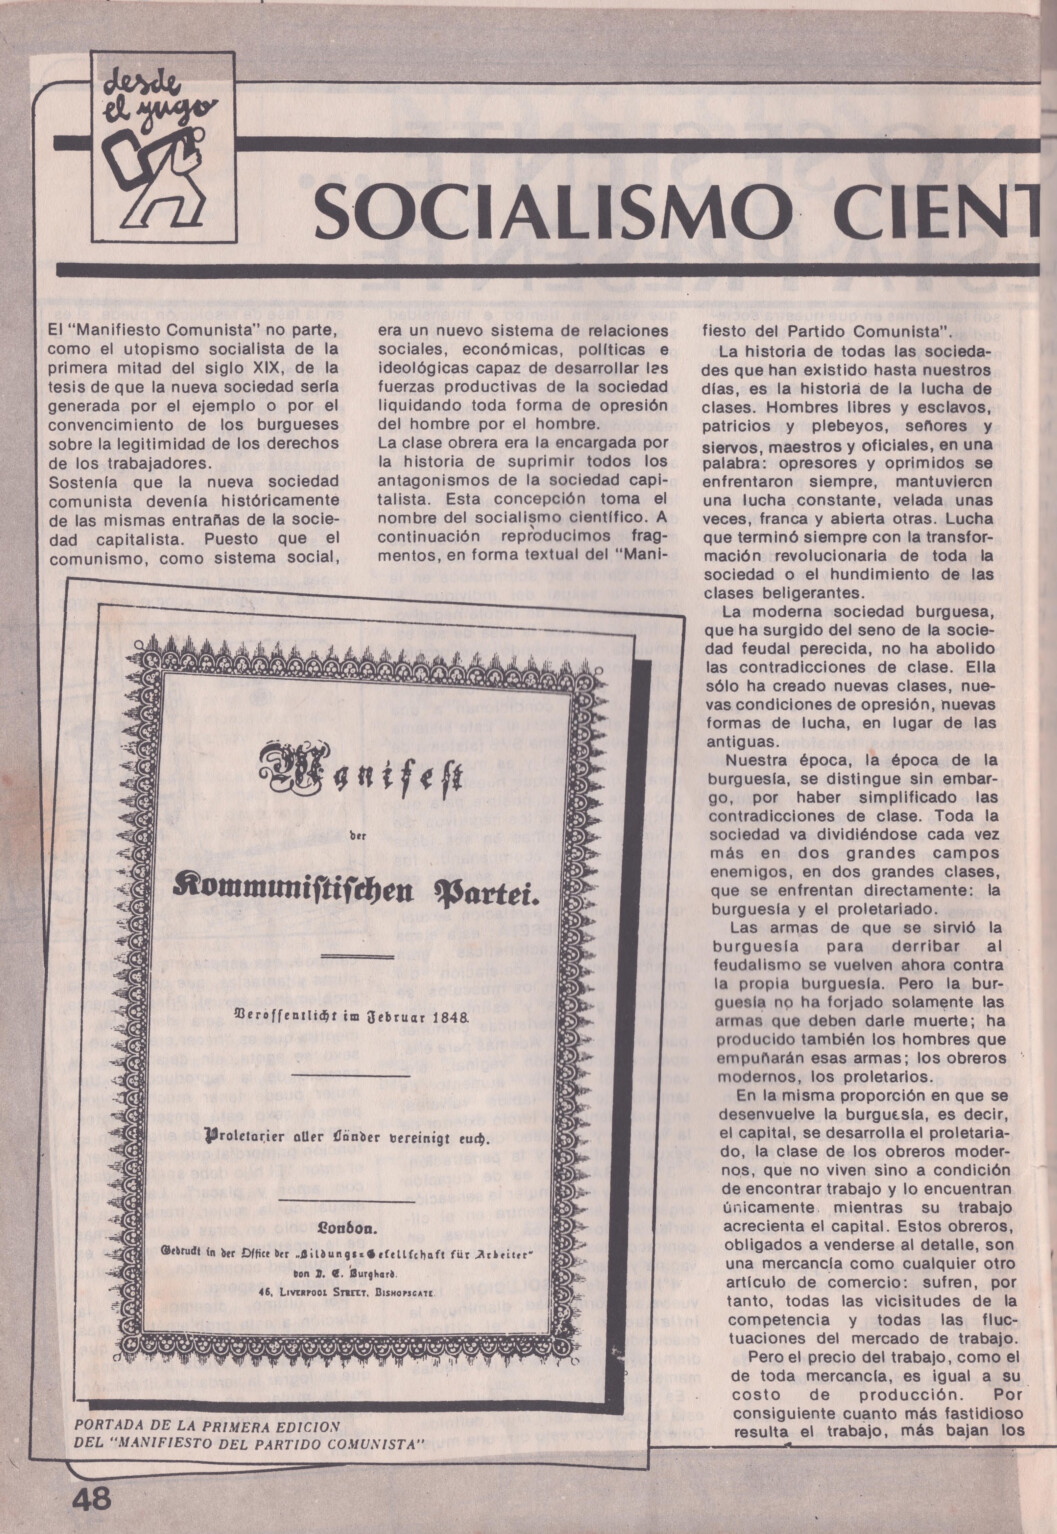 desde
el yugo
SOCIALISMO CIENT
El "Manifiesto Comunista" no parte,
como el utopismo socialista de la
primera mitad del siglo XIX, de la
tesis de que la nueva sociedad sería
generada por el ejemplo o por el
convencimiento de los burgueses
sobre la legitimidad de los derechos
de los trabajadores.
Sostenía que la nueva sociedad
comunista devenía históricamente
de las mismas entrañas de la socie-
dad capitalista. Puesto que el
comunismo, como sistema social,
era un nuevo sistema de relaciones
sociales, económicas, políticas e
ideológicas capaz de desarrollar las
fuerzas productivas de la sociedad
liquidando toda forma de opresión
del hombre por el hombre.
La clase obrera era la encargada por
la historia de suprimir todos los
antagonismos de la sociedad capi-
talista. Esta concepción toma el
nombre del socialismo científico. A
continuación reproducimos frag-
mentos, en forma textual del "Mani-
fiesto del Partido Comunista".
La historia de todas las socieda-
des que han existido hasta nuestros
días, es la historia de la lucha de
clases. Hombres libres y esclavos,
patricios y plebeyos, señores y
siervos, maestros y oficiales, en una
palabra: opresores y oprimidos se
enfrentaron siempre, mantuvieron
una lucha constante, velada unas
veces, franca y abierta otras. Lucha
que terminó siempre con la transfor-
mación revolucionaria de toda la
sociedad o el hundimiento de las
clases beligerantes.
La moderna sociedad burguesa,
que ha surgido del seno de la socie-
dad feudal perecida, no ha abolido
las contradicciones de clase. Ella
sólo ha creado nuevas clases, nue-
vas condiciones de opresión, nuevas
formas de lucha, en lugar de las
antiguas.
Nuestra época, la época de la
burguesía, se distingue sin embar-
go, por haber simplificado las
contradicciones de clase. Toda la
sociedad va dividiéndose cada vez
más en dos grandes campos
enemigos, en dos grandes clases,
que se enfrentan directamente: la
burguesía y el proletariado.
Las armas de que se sirvió la
burguesía para derribar al
feudalismo se vuelven ahora contra
la propia burguesía. Pero la bur-
guesía no ha forjado solamente las
armas que deben darle muerte; ha
producido también los hombres que
empuñarán esas armas; los obreros
modernos, los proletarios.
En la misma proporción en que se
desenvuelve la burguesía, es decir,
el capital, se desarrolla el proletaria-
do, la clase de los obreros moder-
nos, que no viven sino a condición
de encontrar trabajo y lo encuentran
únicamente mientras su trabajo
acrecienta el capital. Estos obreros,
obligados a venderse al detalle, son
una mercancía como cualquier otro
artículo de comercio: sufren, por
tanto, todas las vicisitudes de la
competencia y todas las fluc-
tuaciones del mercado de trabajo.
Pero el precio del trabajo, como el
de toda mercancía, es igual a su
costo de producción. Por
consiguiente cuanto más fastidioso
resulta el trabajo, más bajan los
Manifest
der
Kommunistischen Partei.
Veröffentlicht im Februar 1848.
Proletarier aller Länder vereinigt euch.
London.
Gedruckt in der Office der „Bildungs-Gesellschaft für Arbeiter"
von J. E. Burghard.
46, LIVERPOOL STREET, BISHOPSGATE
PORTADA DE LA PRIMERA EDICION
DEL "MANIFIESTO DEL PARTIDO COMUNISTA"
48